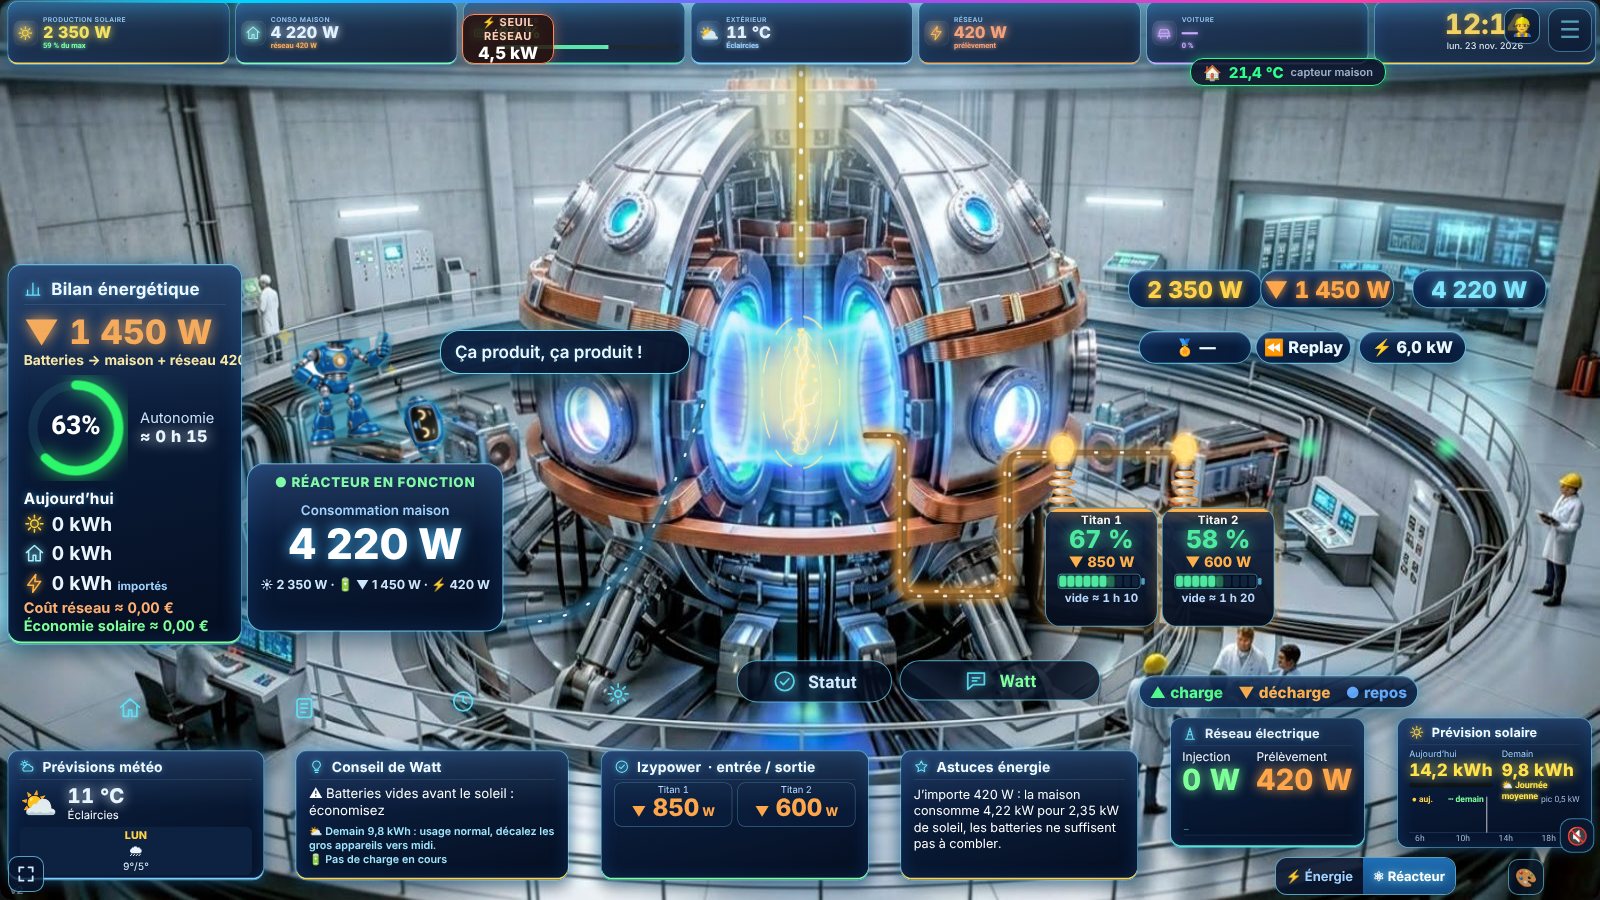 PRODUCTION SOLAIRE
2 350 W
59 % du max
CONSO MAISON
4 220 W
réseau 420 W
⚡ SEUIL
RÉSEAU
4,5 kW
EXTÉRIEUR
11 °C
Éclaircies
RÉSEAU
420 W
prélèvement
VOITURE
—
0 %
12:1
lun. 23 nov. 2026
21,4 °C capteur maison
Bilan énergétique
▼ 1 450 W
Batteries → maison + réseau 420
63%
Autonomie
≈ 0 h 15
Aujourd'hui
0 kWh
0 kWh
0 kWh importés
Coût réseau ≈ 0,00 €
Économie solaire ≈ 0,00 €
Ça produit, ça produit !
RÉACTEUR EN FONCTION
Consommation maison
4 220 W
☀ 2 350 W · 🔋 ▼ 1 450 W · ⚡ 420 W
2 350 W
▼ 1 450 W
4 220 W
🏅 —
⏪ Replay
⚡ 6,0 kW
Titan 1
67 %
▼ 850 W
vide ≈ 1 h 10
Titan 2
58 %
▼ 600 W
vide ≈ 1 h 20
Statut
Watt
▲ charge ▼ décharge ● repos
Prévisions météo
11 °C
Éclaircies
LUN
9°/5°
Conseil de Watt
⚠ Batteries vides avant le soleil :
économisez
⛅ Demain 9,8 kWh : usage normal, décalez les
gros appareils vers midi.
🔋 Pas de charge en cours
Izypower · entrée / sortie
Titan 1
▼ 850 W
Titan 2
▼ 600 W
Astuces énergie
J'importe 420 W : la maison
consomme 4,22 kW pour 2,35 kW
de soleil, les batteries ne suffisent
pas à combler.
Réseau électrique
Injection
0 W
Prélèvement
420 W
Prévision solaire
Aujourd'hui
14,2 kWh
Demain
9,8 kWh
⛅ Journée
moyenne
pic 0,5 kW
● auj.
-- demain
6h 10h 14h 18h
⚡ Énergie
⚛ Réacteur